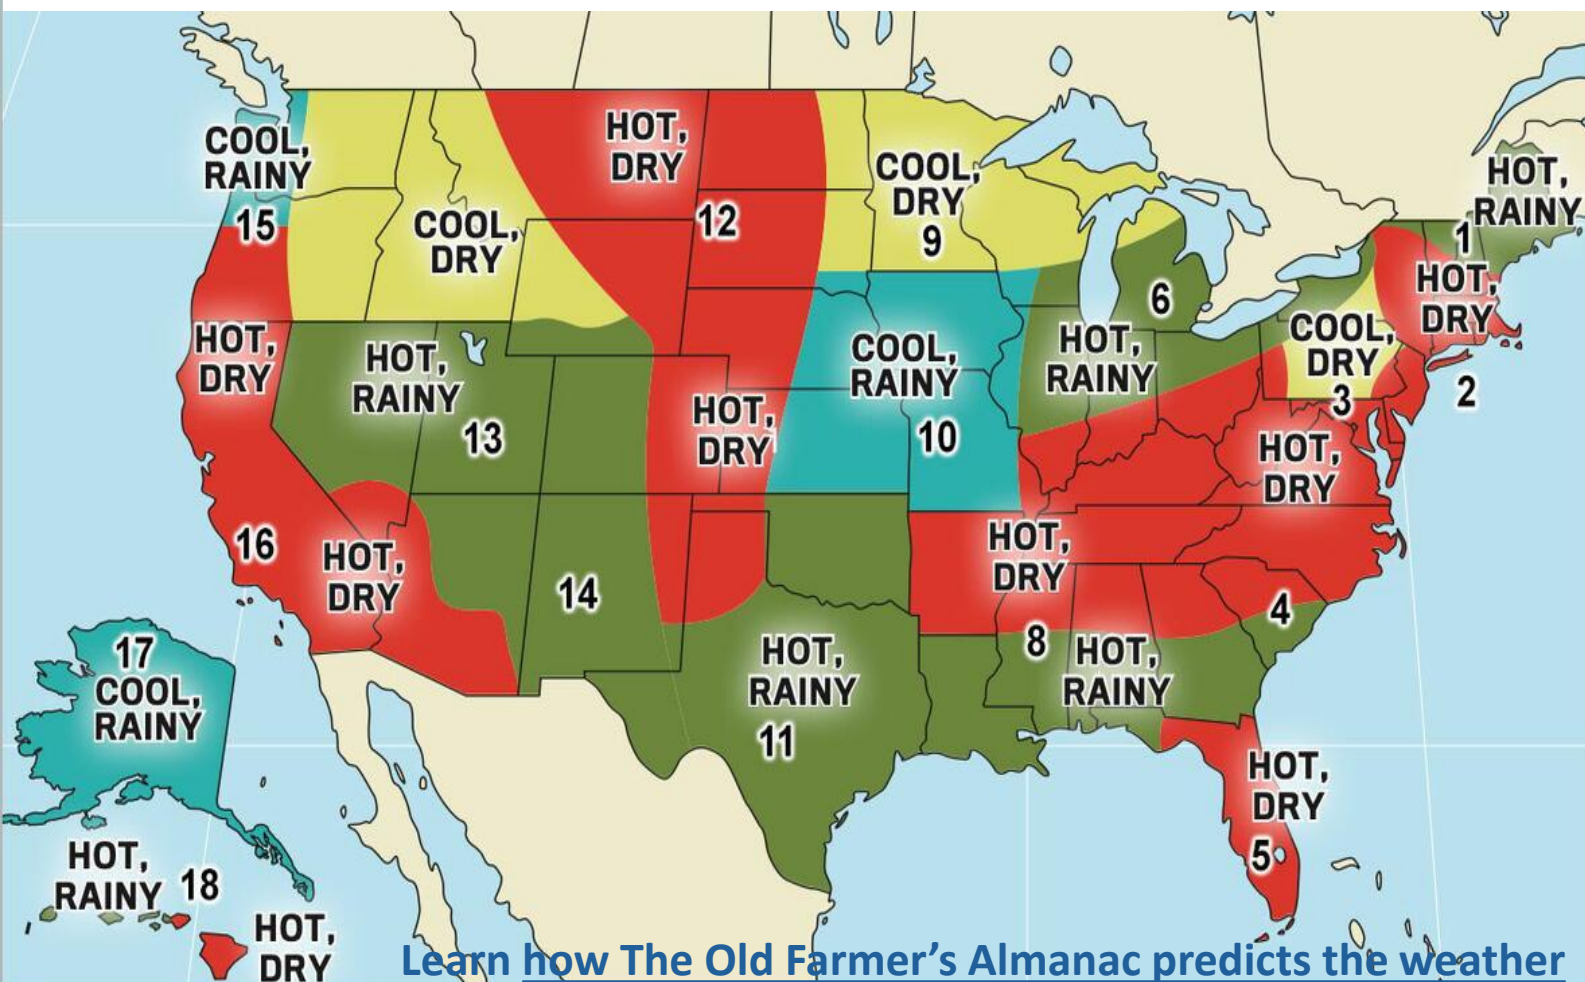 HOT,
DRY
COOL,
RAINY
15
COOL,
DRY
9
HOT,
RAINY
1
12
COOL,
DRY
HOT,
DRY
6
HOT,
DRY
HOT,
RAINY
13
COOL,
RAINY
10
HOT,
RAINY
COOL,
DRY
3
2
HOT,
DRY
HOT,
DRY
16
HOT,
DRY
14
HOT,
DRY
4
17
COOL,
RAINY
HOT,
RAINY
11
8
HOT,
RAINY
HOT,
DRY
5
HOT,
RAINY
18
HOT,
DRY
Learn how The Old Farmer's Almanac predicts the weather